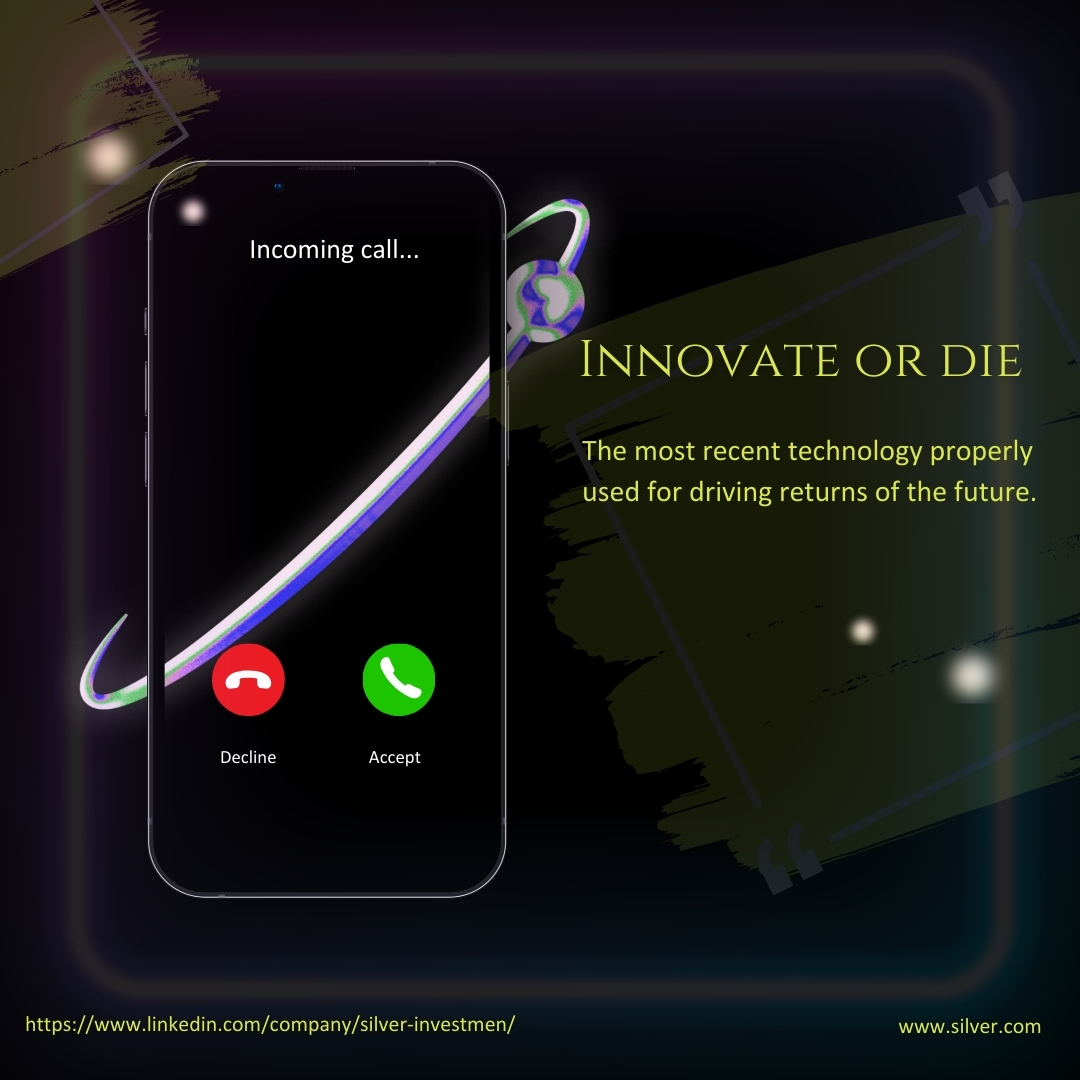 Incoming call...
Innovate or die
The most recent technology properly
used for driving returns of the future.
Decline
Accept
https://www.linkedin.com/company/silver-investmen/
www.silver.com